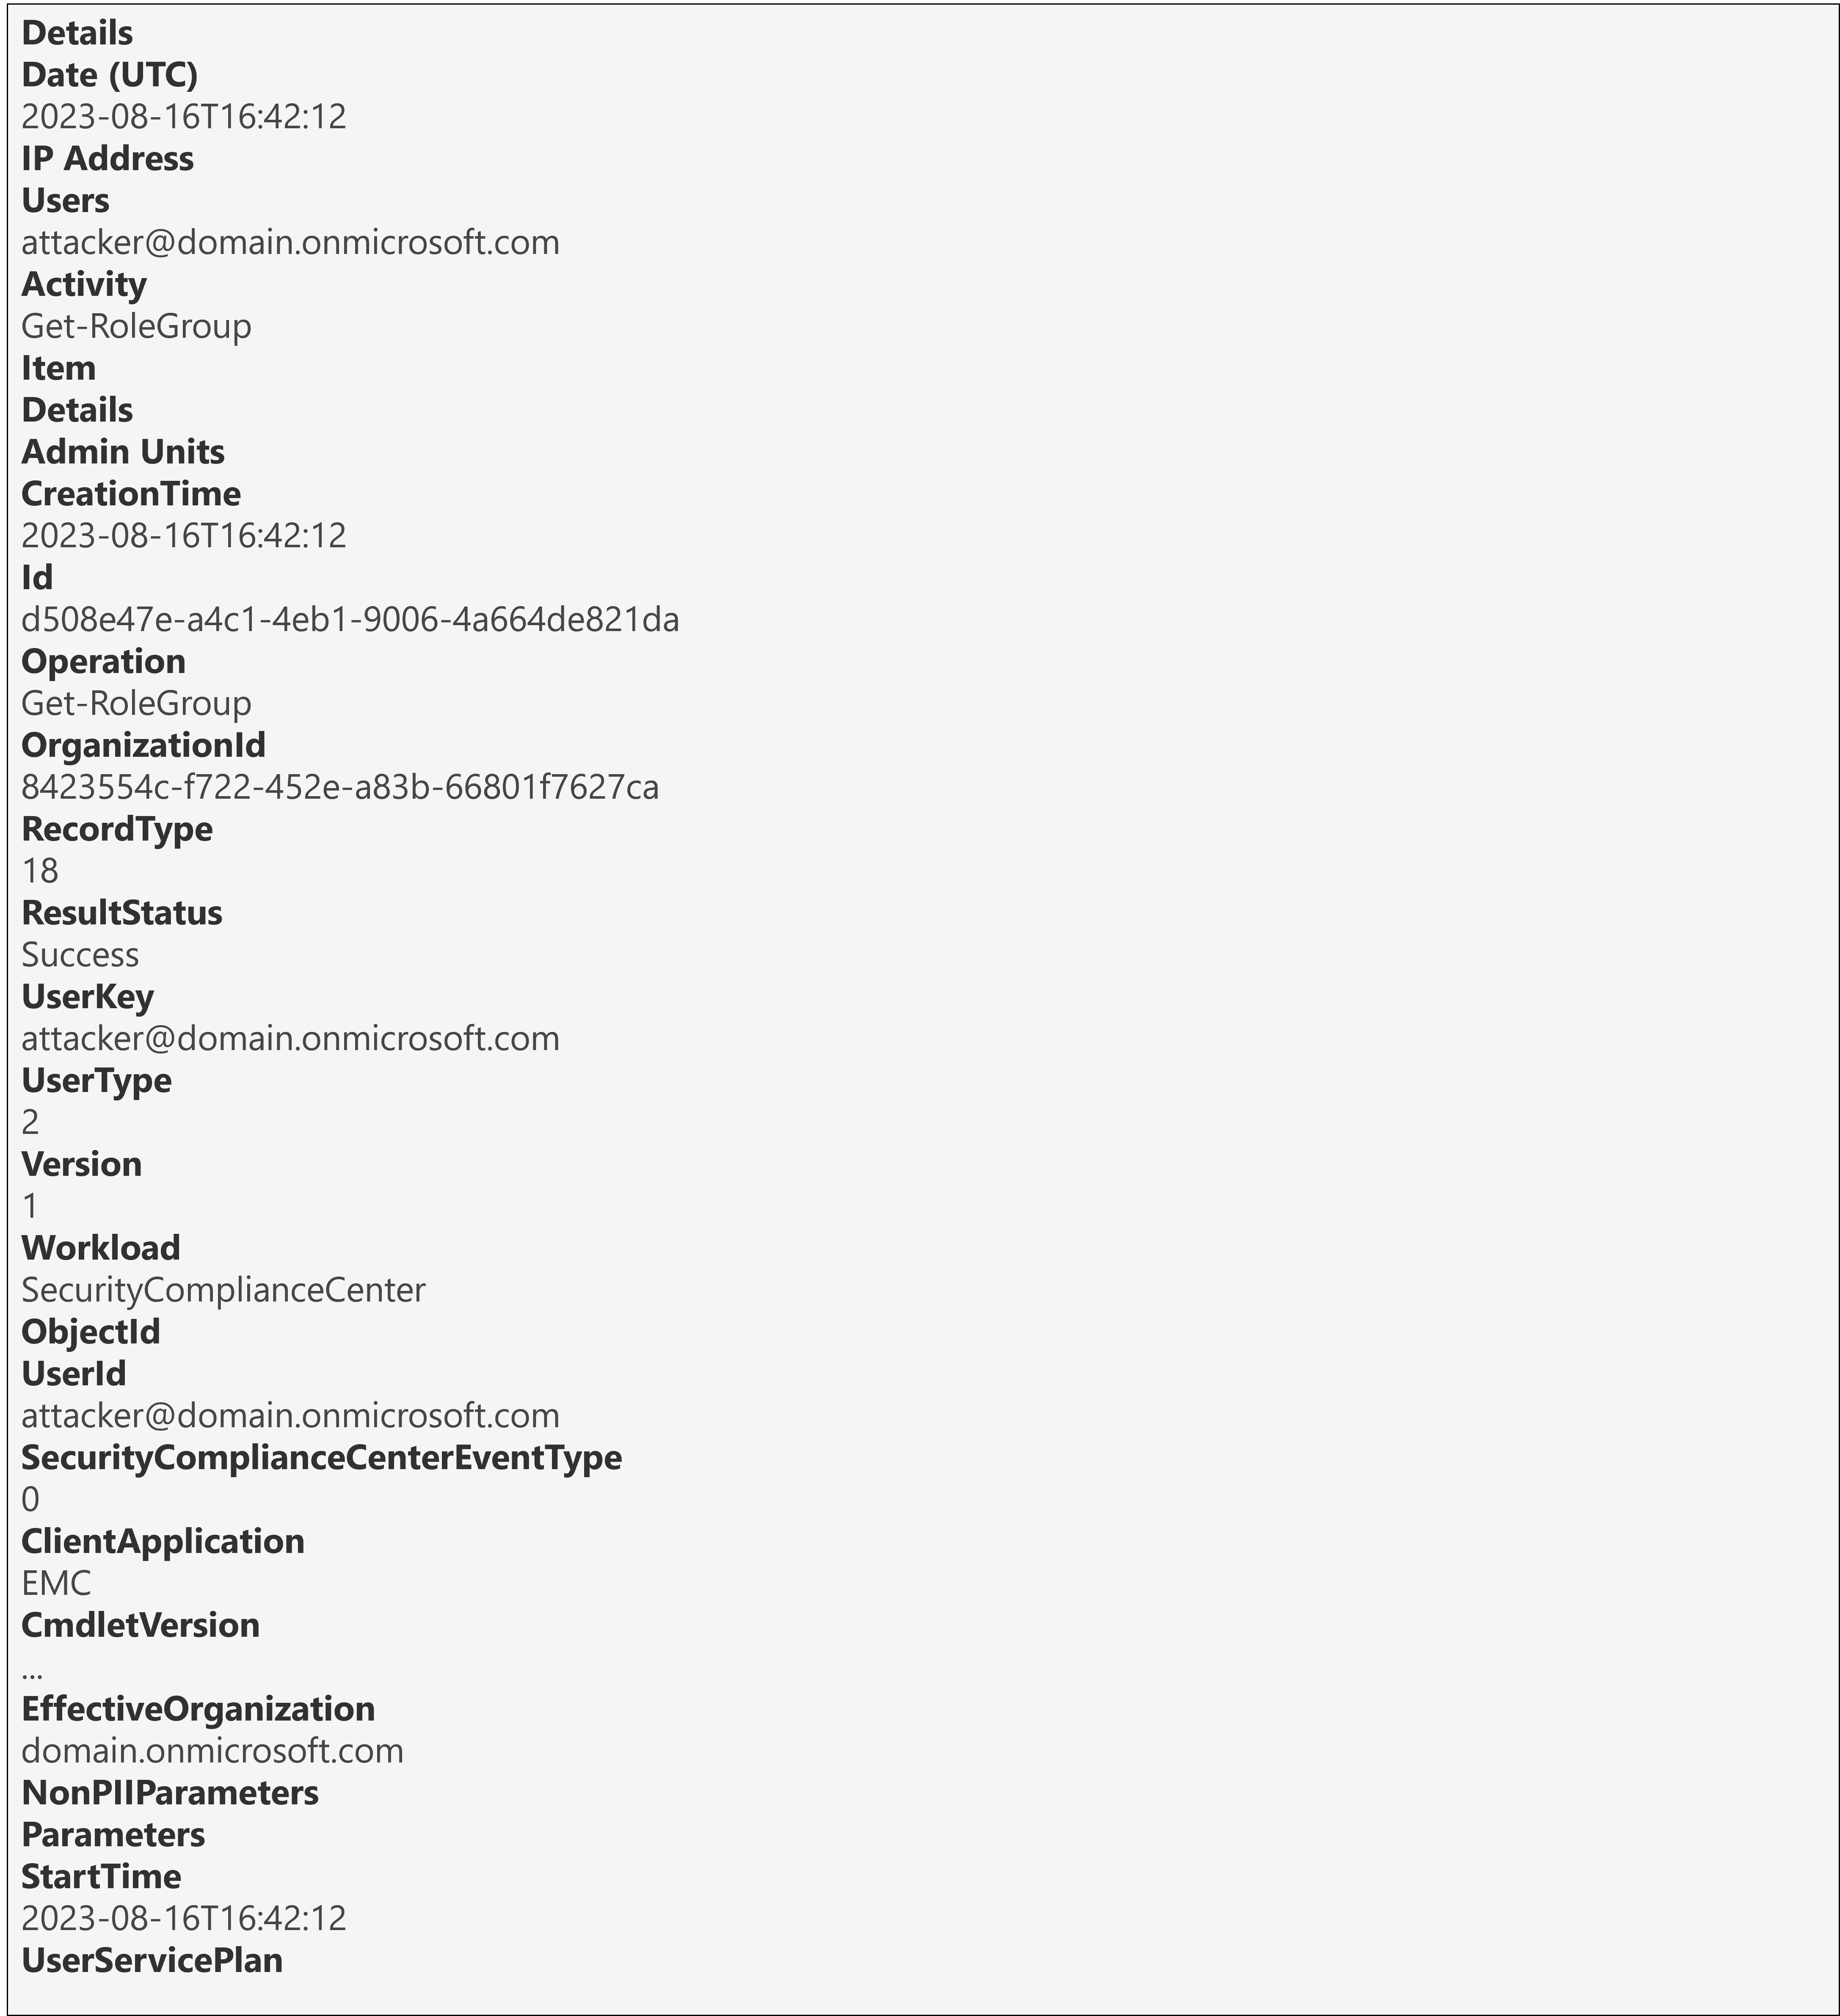 Details
Date (UTC)
2023-08-16T16:42:12
IP Address
Users
attacker@domain.onmicrosoft.com
Activity
Get-RoleGroup
Item
Details
Admin Units
CreationTime
2023-08-16T16:42:12
Id
d508e47e-a4c1-4eb1-9006-4a664de821da
Operation
Get-RoleGroup
OrganizationId
8423554c-f722-452e-a83b-66801f7627ca
RecordType
18
ResultStatus
Success
UserKey
attacker@domain.onmicrosoft.com
UserType
2
Version
1
Workload
SecurityComplianceCenter
ObjectId
UserId
attacker@domain.onmicrosoft.com
SecurityComplianceCenterEventType
0
ClientApplication
EMC
CmdletVersion
...
EffectiveOrganization
domain.onmicrosoft.com
NonPIIParameters
Parameters
StartTime
2023-08-16T16:42:12
UserServicePlan